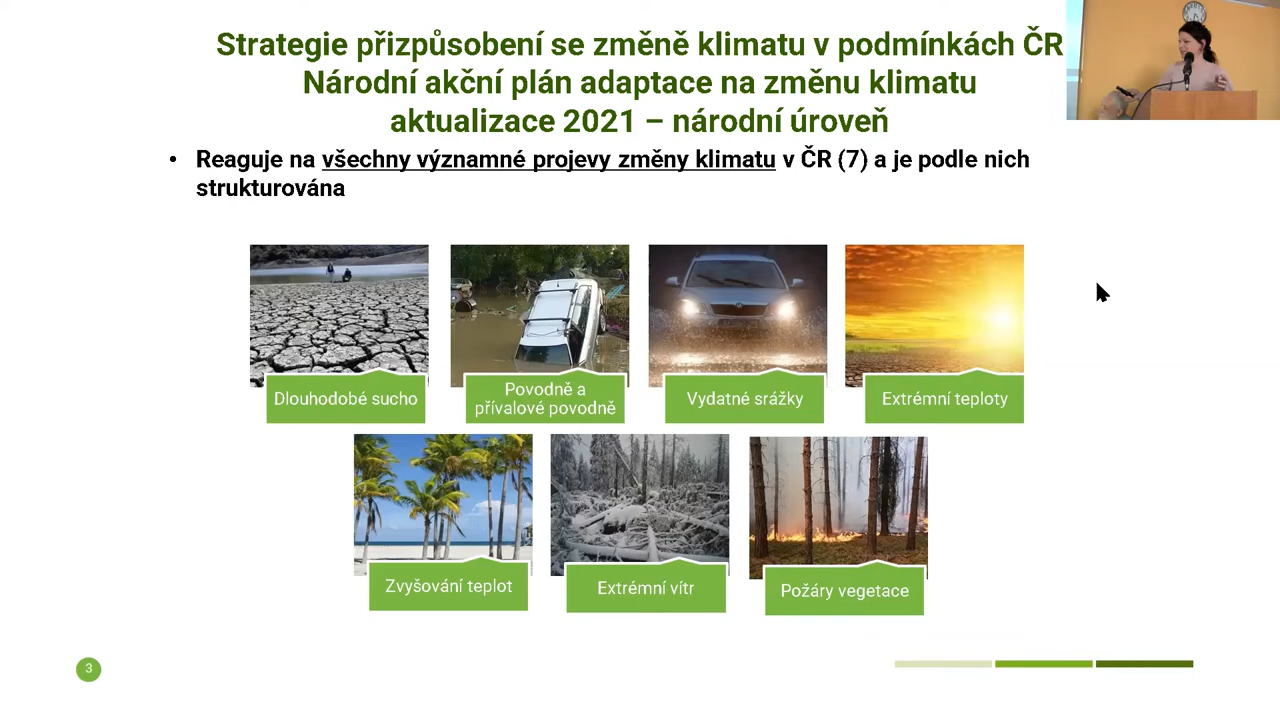 Strategie přizpůsobení se změně klimatu v podmínkách ČR
Národní akční plán adaptace na změnu klimatu
aktualizace 2021 – národní úroveň
• Reaguje na všechny významné projevy změny klimatu v ČR (7) a je podle nich
strukturována
Dlouhodobé sucho
Povodně a
přívalové povodně
Vydatné srážky
Extrémní teploty
Zvyšování teplot
Extrémní vítr
Požáry vegetace
3